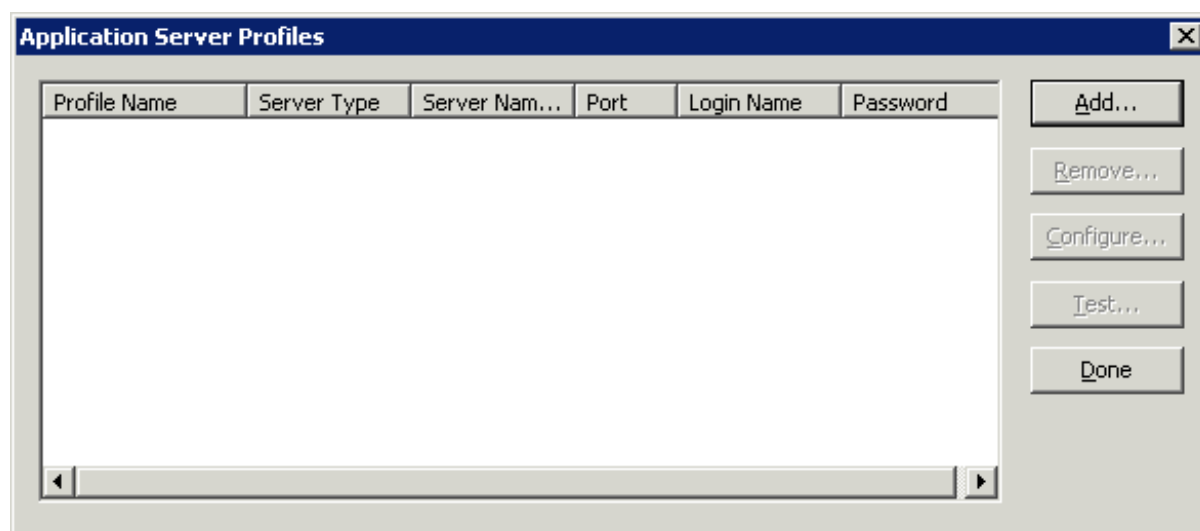 Application Server Profiles
Profile Name Server Type Server Nam... Port Login Name Password
Add...
Remove...
Configure...
Test...
Done